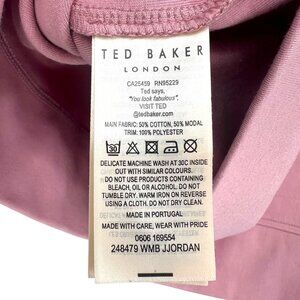 TED BAKER
LONDON
CA25459 RN95229
Ted says,
"You look fabulous".
VISIT TED
@tedbaker.com
MAIN FABRIC: 50% COTTON, 50% MODAL
TRIM: 100% POLYESTER
30
DELICATE MACHINE WASH AT 30C INSIDE
OUT WITH SIMILAR COLOURS.
DO NOT USE PRODUCTS CONTAINING
BLEACH, OIL OR ALCOHOL. DO NOT
TUMBLE DRY. WARM IRON ON REVERSE
USING A CLOTH. DO NOT DRY CLEAN.
MADE IN PORTUGAL
MADE WITH CARE, WEAR WITH PRIDE
0606 169554
248479 WMB JJORDAN